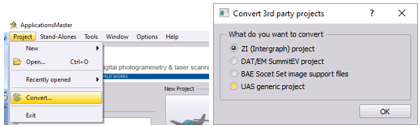 ApplicationsMaster
Project Stand-Alones Tools Window Options Help
New
Open... Ctrl+O
Recently opened
Convert...
Exit
digital photogrammetry & laser scanni
LD WORKS
New Project
Convert 3rd party projects
What do you want to convert
ZI (Intergraph) project
DAT/EM SummitEV project
BAE Socet Set image support files
UAS generic project
OK